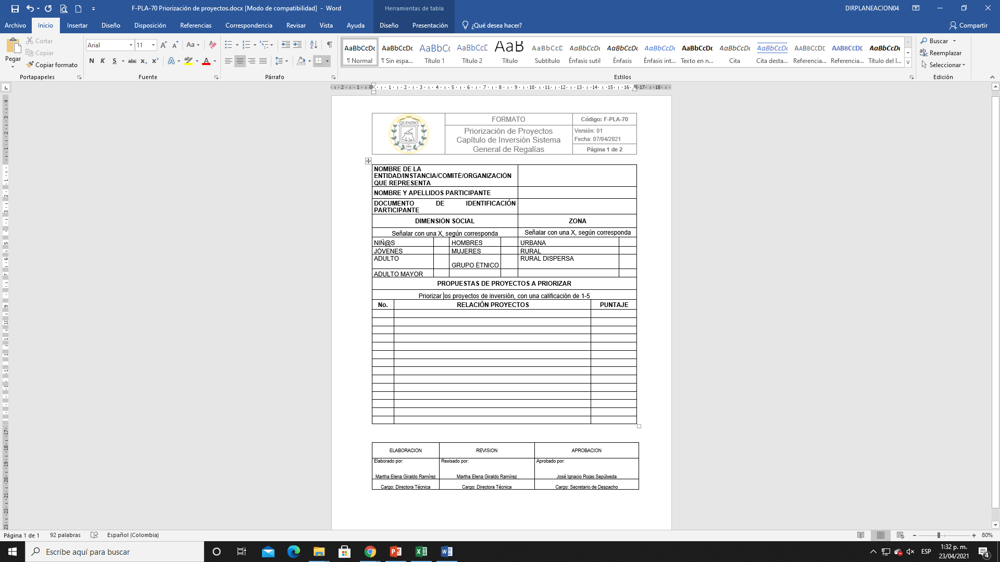 F-PLA-70 Priorización de proyectos.docx [Modo de compatibilidad] - Word
Herramientas de tabla
DIRPLANEACION04
Archivo Inicio Insertar Diseño Disposición Referencias Correspondencia Revisar Vista Ayuda Diseño Presentación ¿Qué desea hacer? Compartir
Pegar
Cortar
Copiar
Copiar formato
Portapapeles
Arial 11
N K S abc x₂ x²
Fuente
Párrafo
AaBbCcDc AaBbCcDc AaBbCc AaBbCcD AaB AaBbCcD AaBbCcDc AaBbCcDc AaBbCcDc AaBbCcDc AaBbCcDc AaBbCcDc AABBCCDD AABBCCDD AaBbCcDc
¶ Normal ¶ Sin espa... Título 1 Título 2 Título Subtítulo Énfasis sutil Énfasis Énfasis int... Texto en n... Cita Cita desta... Referencia... Referencia... Título del l...
Estilos
Buscar
Reemplazar
Seleccionar
Edición
QUINDIO
1966
FORMATO
Priorización de Proyectos
Capítulo de Inversión Sistema
General de Regalías
Código: F-PLA-70
Versión: 01
Fecha: 07/04/2021
Página 1 de 2
NOMBRE DE LA
ENTIDAD/INSTANCIA/COMITÉ/ORGANIZACIÓN
QUE REPRESENTA
NOMBRE Y APELLIDOS PARTICIPANTE
DOCUMENTO DE IDENTIFICACIÓN
PARTICIPANTE
DIMENSIÓN SOCIAL ZONA
Señalar con una X, según corresponda Señalar con una X, según corresponda
NIÑ@S HOMBRES URBANA
JÓVENES MUJERES RURAL
ADULTO GRUPO ÉTNICO RURAL DISPERSA
ADULTO MAYOR
PROPUESTAS DE PROYECTOS A PRIORIZAR
Priorizar los proyectos de inversión, con una calificación de 1-5
No. RELACIÓN PROYECTOS PUNTAJE
ELABORACION REVISION APROBACION
Elaborado por: Revisado por: Aprobado por:
Martha Elena Giraldo Ramírez Martha Elena Giraldo Ramírez José Ignacio Rojas Sepúlveda
Cargo: Directora Técnica Cargo: Directora Técnica Cargo: Secretario de Despacho
Página 1 de 1 92 palabras Español (Colombia) 80%
Escribe aquí para buscar
ESP
1:32 p. m.
23/04/2021
4